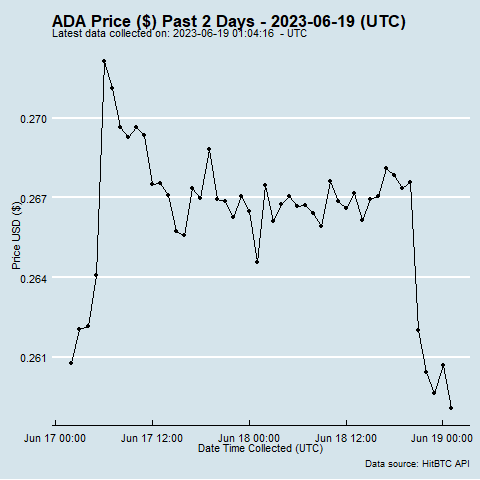 ADA Price ($) Past 2 Days - 2023-06-19 (UTC)
Latest data collected on: 2023-06-19 01:04:16  - UTC
0.270
0.267
0.264
0.261
Price USD ($)
Jun 17 00:00 Jun 17 12:00 Jun 18 00:00 Jun 18 12:00 Jun 19 00:00
Date Time Collected (UTC)
Data source: HitBTC API